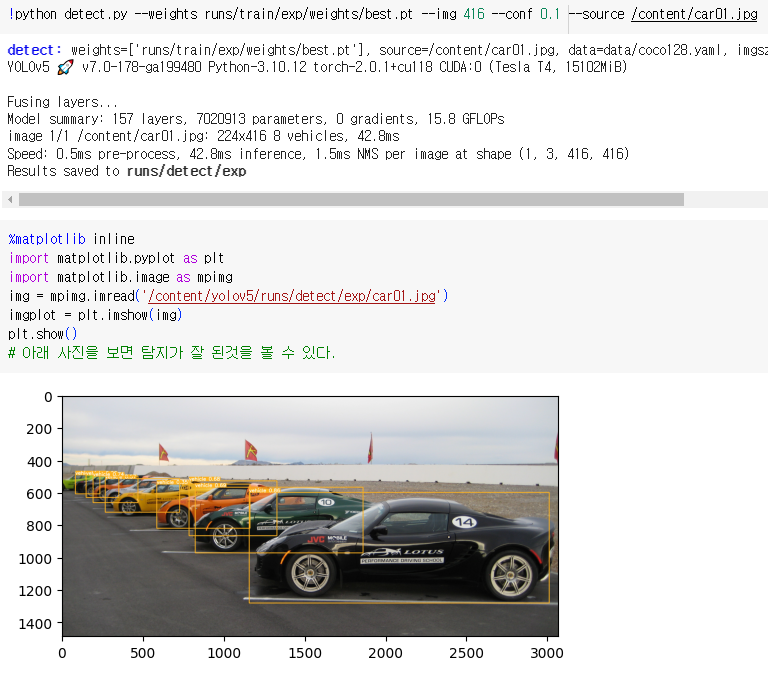 !python detect.py --weights runs/train/exp/weights/best.pt --img 416 --conf 0.1 --source /content/car01.jpg
detect: weights=['runs/train/exp/weights/best.pt'], source=/content/car01.jpg, data=data/coco128.yaml, imgsz
YOLOv5 🚀 v7.0-178-ga199480 Python-3.10.12 torch-2.0.1+cu118 CUDA:0 (Tesla T4, 15102MiB)
Fusing layers...
Model summary: 157 layers, 7020913 parameters, 0 gradients, 15.8 GFLOPs
image 1/1 /content/car01.jpg: 224x416 8 vehicles, 42.8ms
Speed: 0.5ms pre-process, 42.8ms inference, 1.5ms NMS per image at shape (1, 3, 416, 416)
Results saved to runs/detect/exp
%matplotlib inline
import matplotlib.pyplot as plt
import matplotlib.image as mpimg
img = mpimg.imread('/content/yolov5/runs/detect/exp/car01.jpg')
imgplot = plt.imshow(img)
plt.show()
# 아래 사진을 보면 탐지가 잘 된것을 볼 수 있다.
0
200
400
600
800
1000
1200
1400
10
14
JVC MOBILE
LOTUS
PERFORMANCE DRIVING SCHOOL
0 500 1000 1500 2000 2500 3000